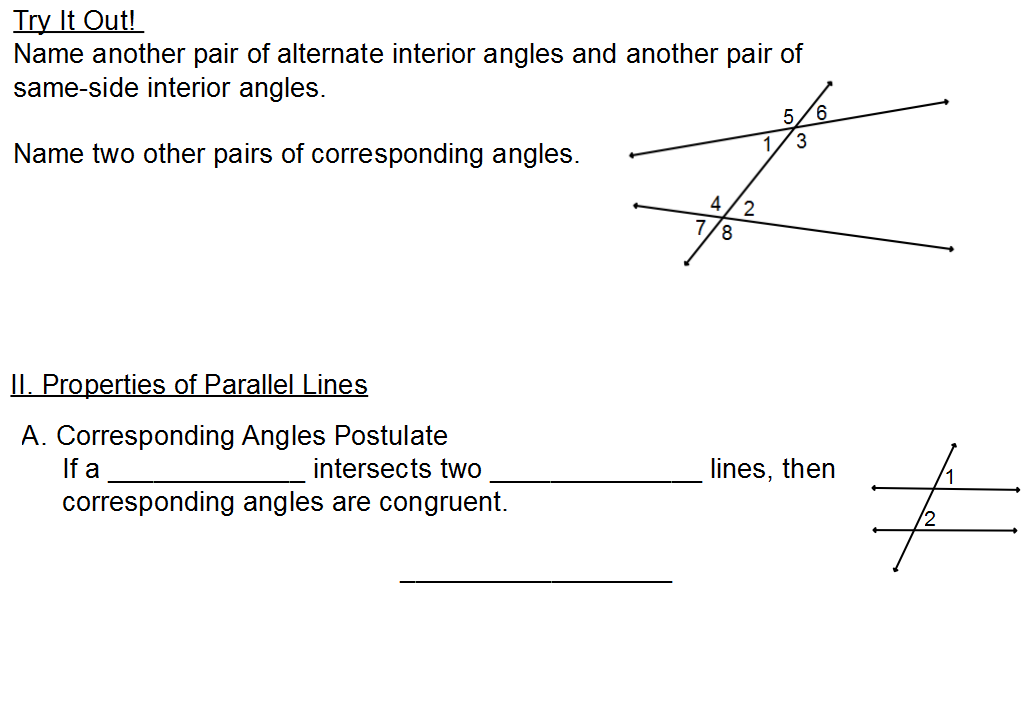 Try It Out!
Name another pair of alternate interior angles and another pair of
same-side interior angles.
Name two other pairs of corresponding angles.
5 6
1 3
4 2
7 8
II. Properties of Parallel Lines
A. Corresponding Angles Postulate
If a _____________ intersects two ______________ lines, then
corresponding angles are congruent.
__________________
1
2